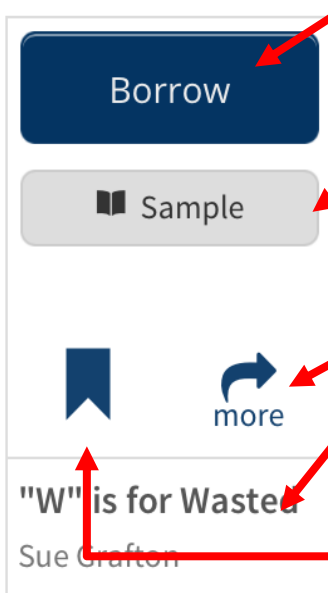 Borrow
Sample
more
"W" is for Wasted
Sue Grafton